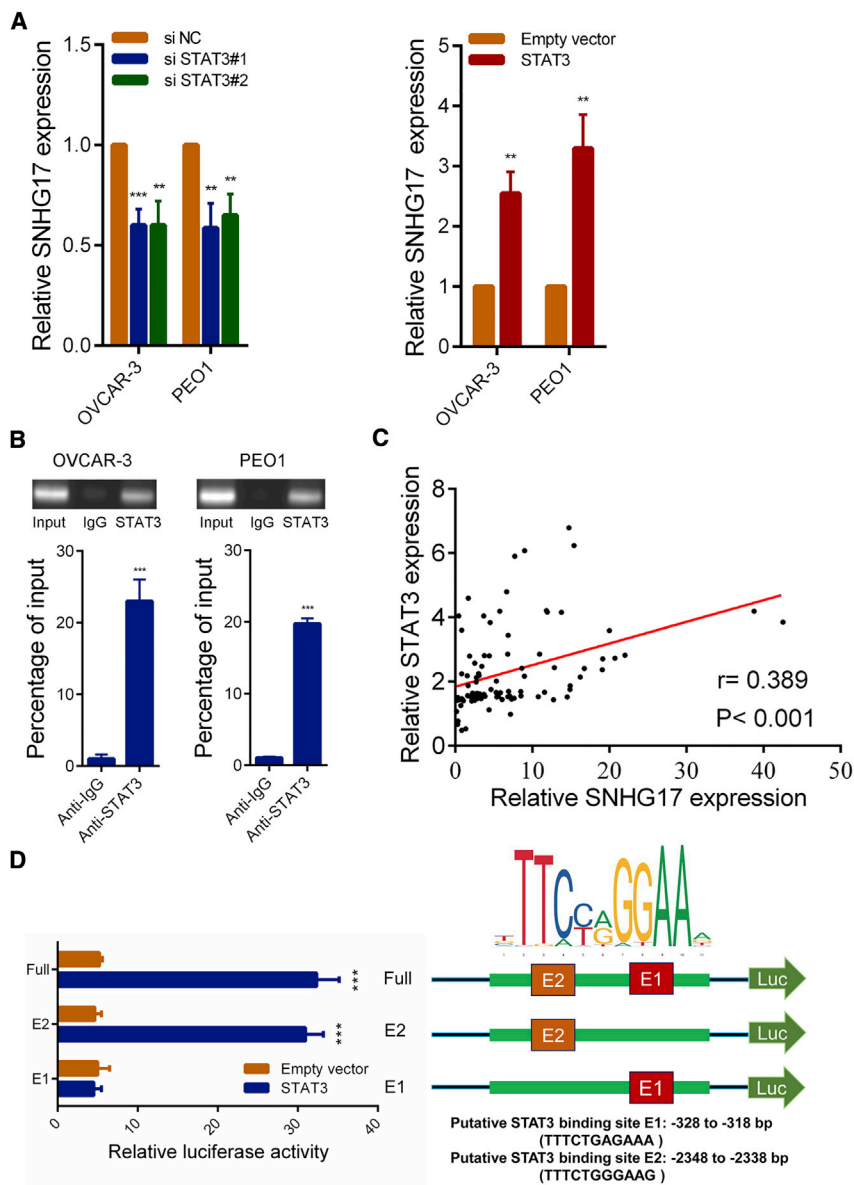 A
Relative SNHG17 expression
1.5
1.0
0.5
0.0
si NC
si STAT3#1
si STAT3#2
*** **
** **
OVCAR-3
PEO1
Relative SNHG17 expression
5
4
3
2
1
0
Empty vector
STAT3
**
**
OVCAR-3
PEO1
B
OVCAR-3
Input IgG STAT3
Percentage of input
30
20
10
0
***
Anti-IgG
Anti-STAT3
PEO1
Input IgG STAT3
Percentage of input
30
20
10
0
***
Anti-IgG
Anti-STAT3
C
Relative STAT3 expression
8
6
4
2
0
r= 0.389
P< 0.001
0 10 20 30 40 50
Relative SNHG17 expression
D
Full
E2
E1
***
***
Empty vector
STAT3
0 10 20 30 40
Relative luciferase activity
TTCCAGGAA
TG
Full E2 E1 Luc
E2 E2 Luc
E1 E1 Luc
Putative STAT3 binding site E1: -328 to -318 bp
(TTTCTGAGAAA )
Putative STAT3 binding site E2: -2348 to -2338 bp
(TTTCTGGGAAG )